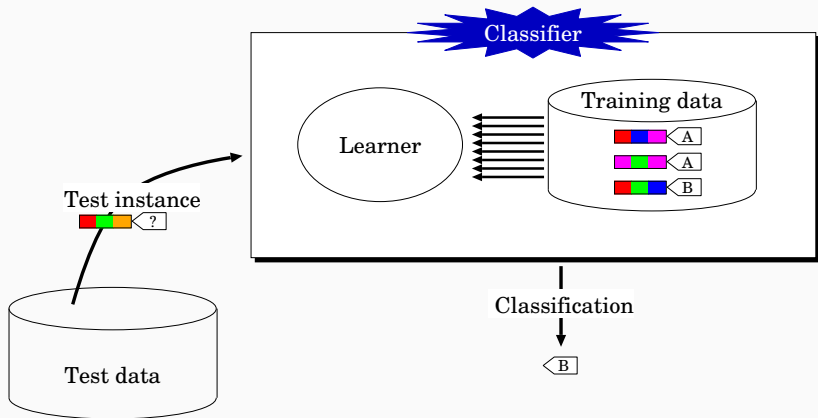 Classifier
Training data
A
Learner
A
B
Test instance
?
Classification
B
Test data